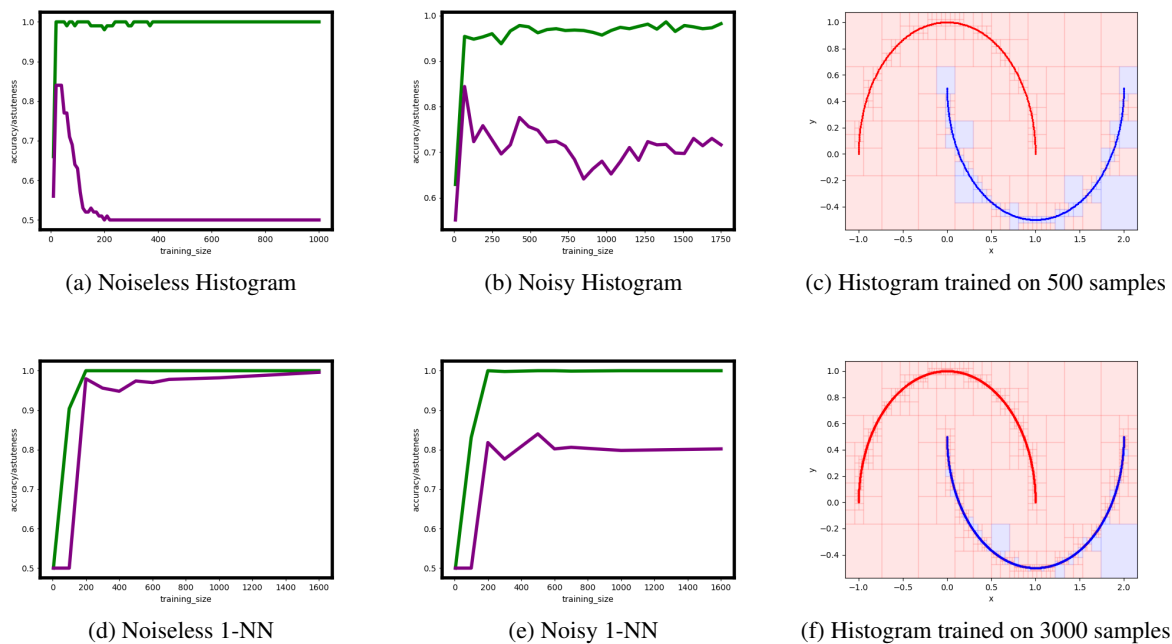 1.0
0.9
0.8
0.7
0.6
0.5
accuracy/astuteness
0 200 400 600 800 1000
training_size
(a) Noiseless Histogram
1.0
0.9
0.8
0.7
0.6
accuracy/astuteness
0 250 500 750 1000 1250 1500 1750
training_size
(b) Noisy Histogram
1.0
0.8
0.6
0.4
0.2
0.0
−0.2
−0.4
y
−1.0 −0.5 0.0 0.5 1.0 1.5 2.0
x
(c) Histogram trained on 500 samples
1.0
0.9
0.8
0.7
0.6
0.5
accuracy/astuteness
0 200 400 600 800 1000 1200 1400 1600
training_size
(d) Noiseless 1-NN
1.0
0.9
0.8
0.7
0.6
0.5
accuracy/astuteness
0 200 400 600 800 1000 1200 1400 1600
training_size
(e) Noisy 1-NN
1.0
0.8
0.6
0.4
0.2
0.0
−0.2
−0.4
y
−1.0 −0.5 0.0 0.5 1.0 1.5 2.0
x
(f) Histogram trained on 3000 samples